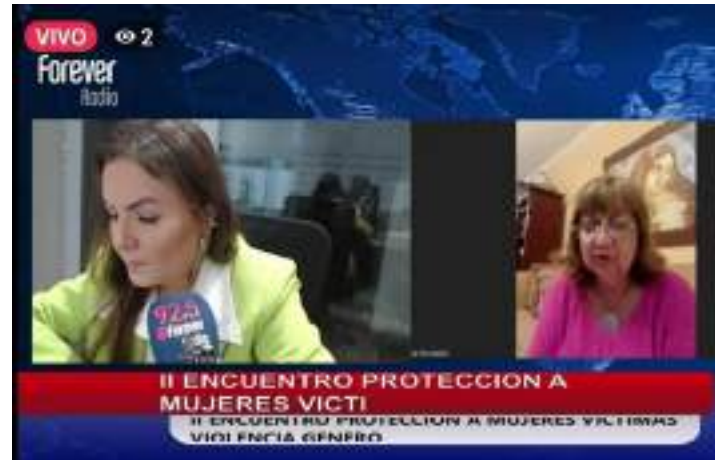 VIVO 2
Forever
Radio
92.5
Forever
II ENCUENTRO PROTECCION A
MUJERES VICTI
II ENCUENTRO PROTECCION A MUJERES VICTIMAS
VIOLENCIA GENERO